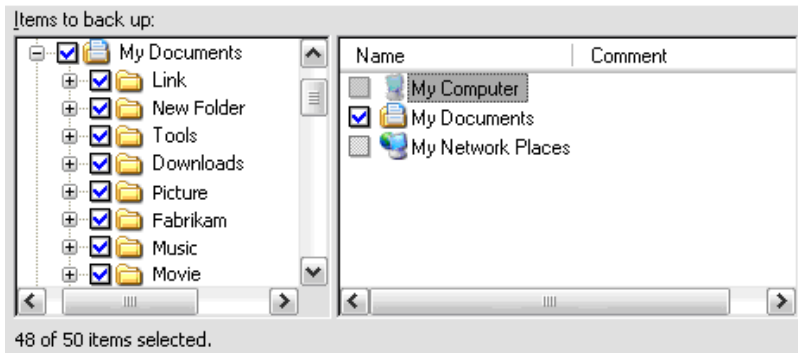 Items to back up:
My Documents
Link
New Folder
Tools
Downloads
Picture
Fabrikam
Music
Movie
Name Comment
My Computer
My Documents
My Network Places
48 of 50 items selected.